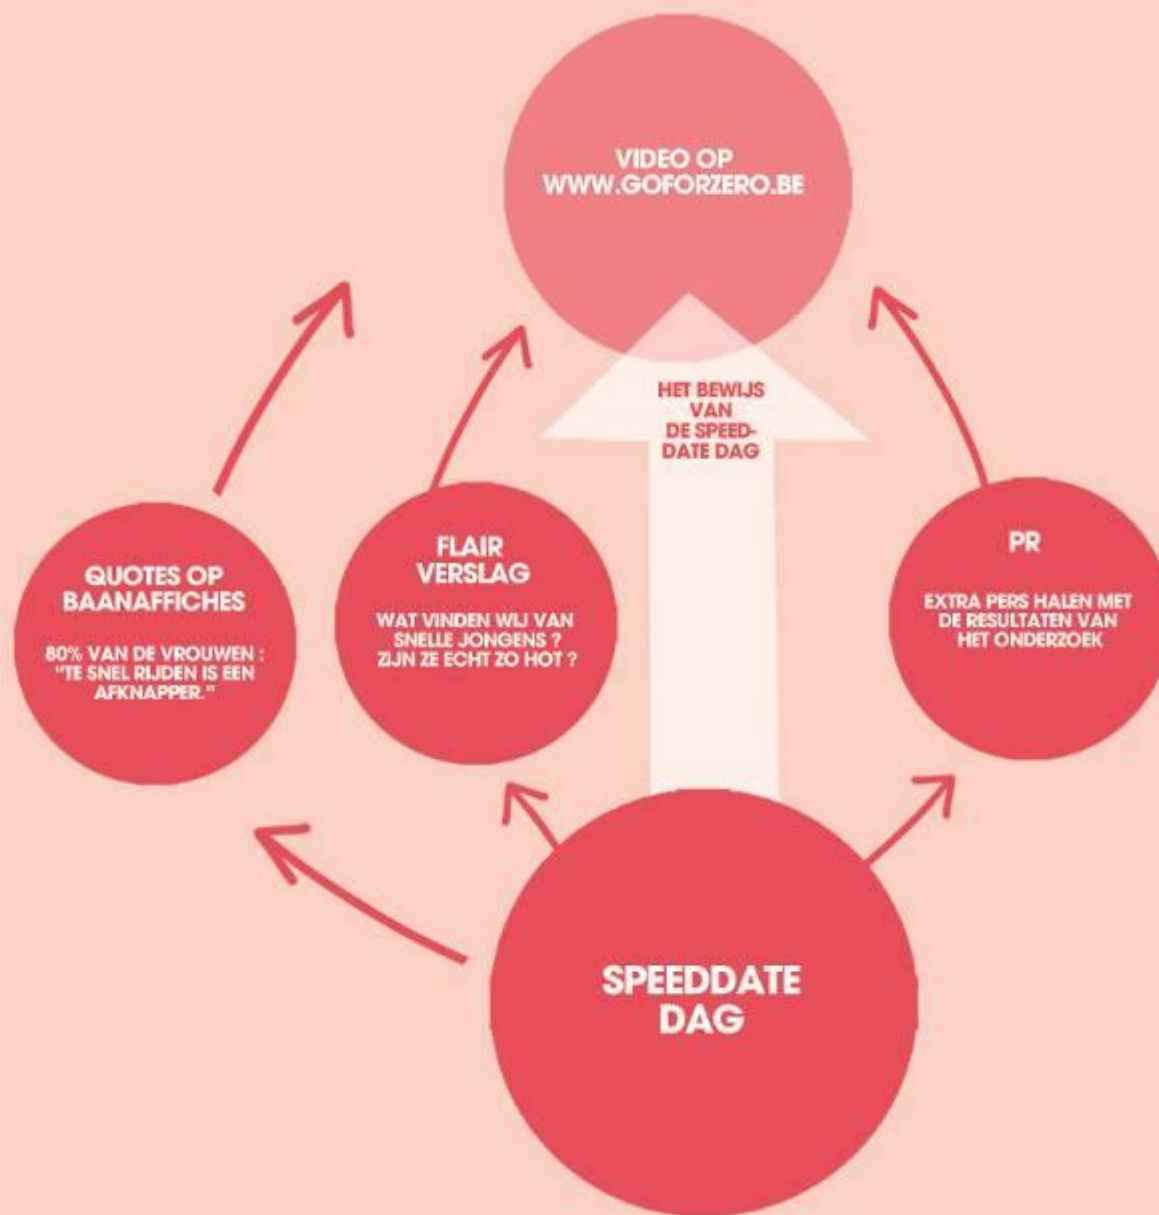 VIDEO OP
WWW.GOFORZERO.BE
HET BEWIJS
VAN
DE SPEED-
DATE DAG
QUOTES OP
BAANAFFICHES
80% VAN DE VROUWEN :
"TE SNEL RIJDEN IS EEN
AFKNAPPER."
FLAIR
VERSLAG
WAT VINDEN WIJ VAN
SNELLE JONGENS ?
ZIJN ZE ECHT ZO HOT ?
PR
EXTRA PERS HALEN MET
DE RESULTATEN VAN
HET ONDERZOEK
SPEEDDATE
DAG